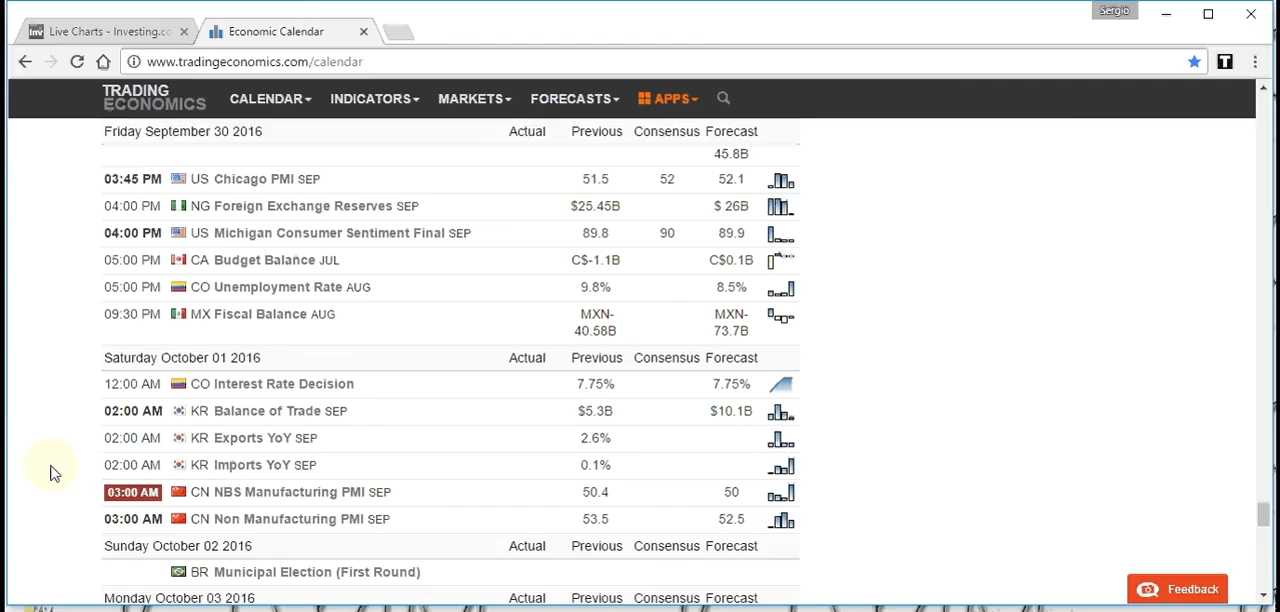 Sergio
Live Charts - Investing.co
Economic Calendar
www.tradingeconomics.com/calendar
TRADING ECONOMICS
CALENDAR INDICATORS MARKETS FORECASTS APPS
Friday September 30 2016 Actual Previous Consensus Forecast
45.8B
03:45 PM US Chicago PMI SEP 51.5 52 52.1
04:00 PM NG Foreign Exchange Reserves SEP $25.45B $ 26B
04:00 PM US Michigan Consumer Sentiment Final SEP 89.8 90 89.9
05:00 PM CA Budget Balance JUL C$-1.1B C$0.1B
05:00 PM CO Unemployment Rate AUG 9.8% 8.5%
09:30 PM MX Fiscal Balance AUG MXN-40.58B MXN-73.7B
Saturday October 01 2016 Actual Previous Consensus Forecast
12:00 AM CO Interest Rate Decision 7.75% 7.75%
02:00 AM KR Balance of Trade SEP $5.3B $10.1B
02:00 AM KR Exports YoY SEP 2.6%
02:00 AM KR Imports YoY SEP 0.1%
03:00 AM CN NBS Manufacturing PMI SEP 50.4 50
03:00 AM CN Non Manufacturing PMI SEP 53.5 52.5
Sunday October 02 2016 Actual Previous Consensus Forecast
BR Municipal Election (First Round)
Monday October 03 2016 Actual Previous Consensus Forecast
Feedback